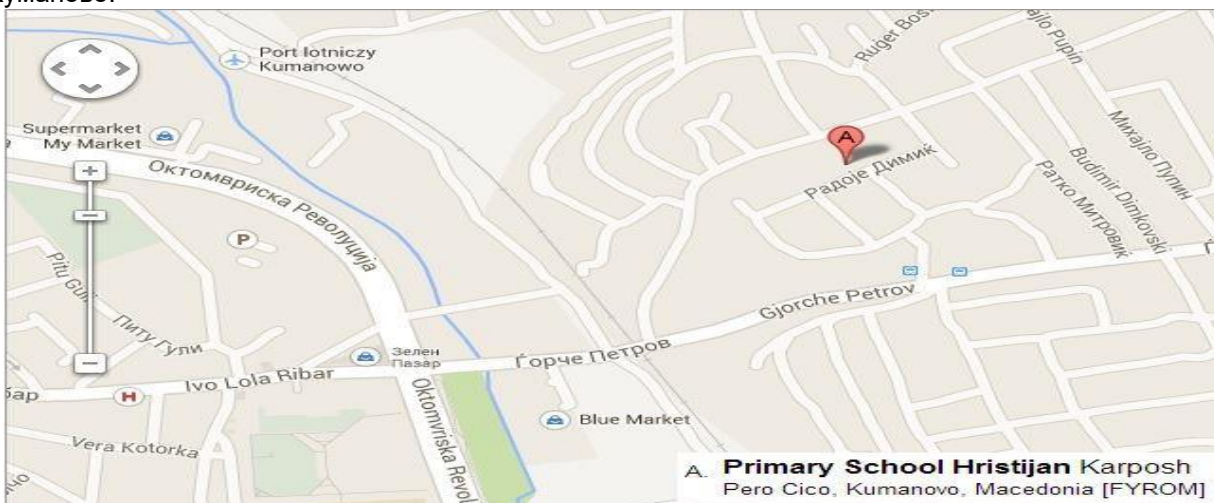 Куманово.
Port lotniczy
Kumanowo
Ruger Bos
Mihajlo Pupin
Supermarket
My Market
Октомвриска Револуција
P
A
Радоје Димиќ
Михајло Пупин
Budimir Dimkovski
Ратко Митровиќ
Pitu Guli
Питу Гули
Gjorche Petrov
Зелен
Пазар
Ѓорче Петров
Ivo Lola Ribar
H
Oktomvriska Revol
Blue Market
Vera Kotorka
A. Primary School Hristijan Karposh
Pero Cico, Kumanovo, Macedonia [FYROM]